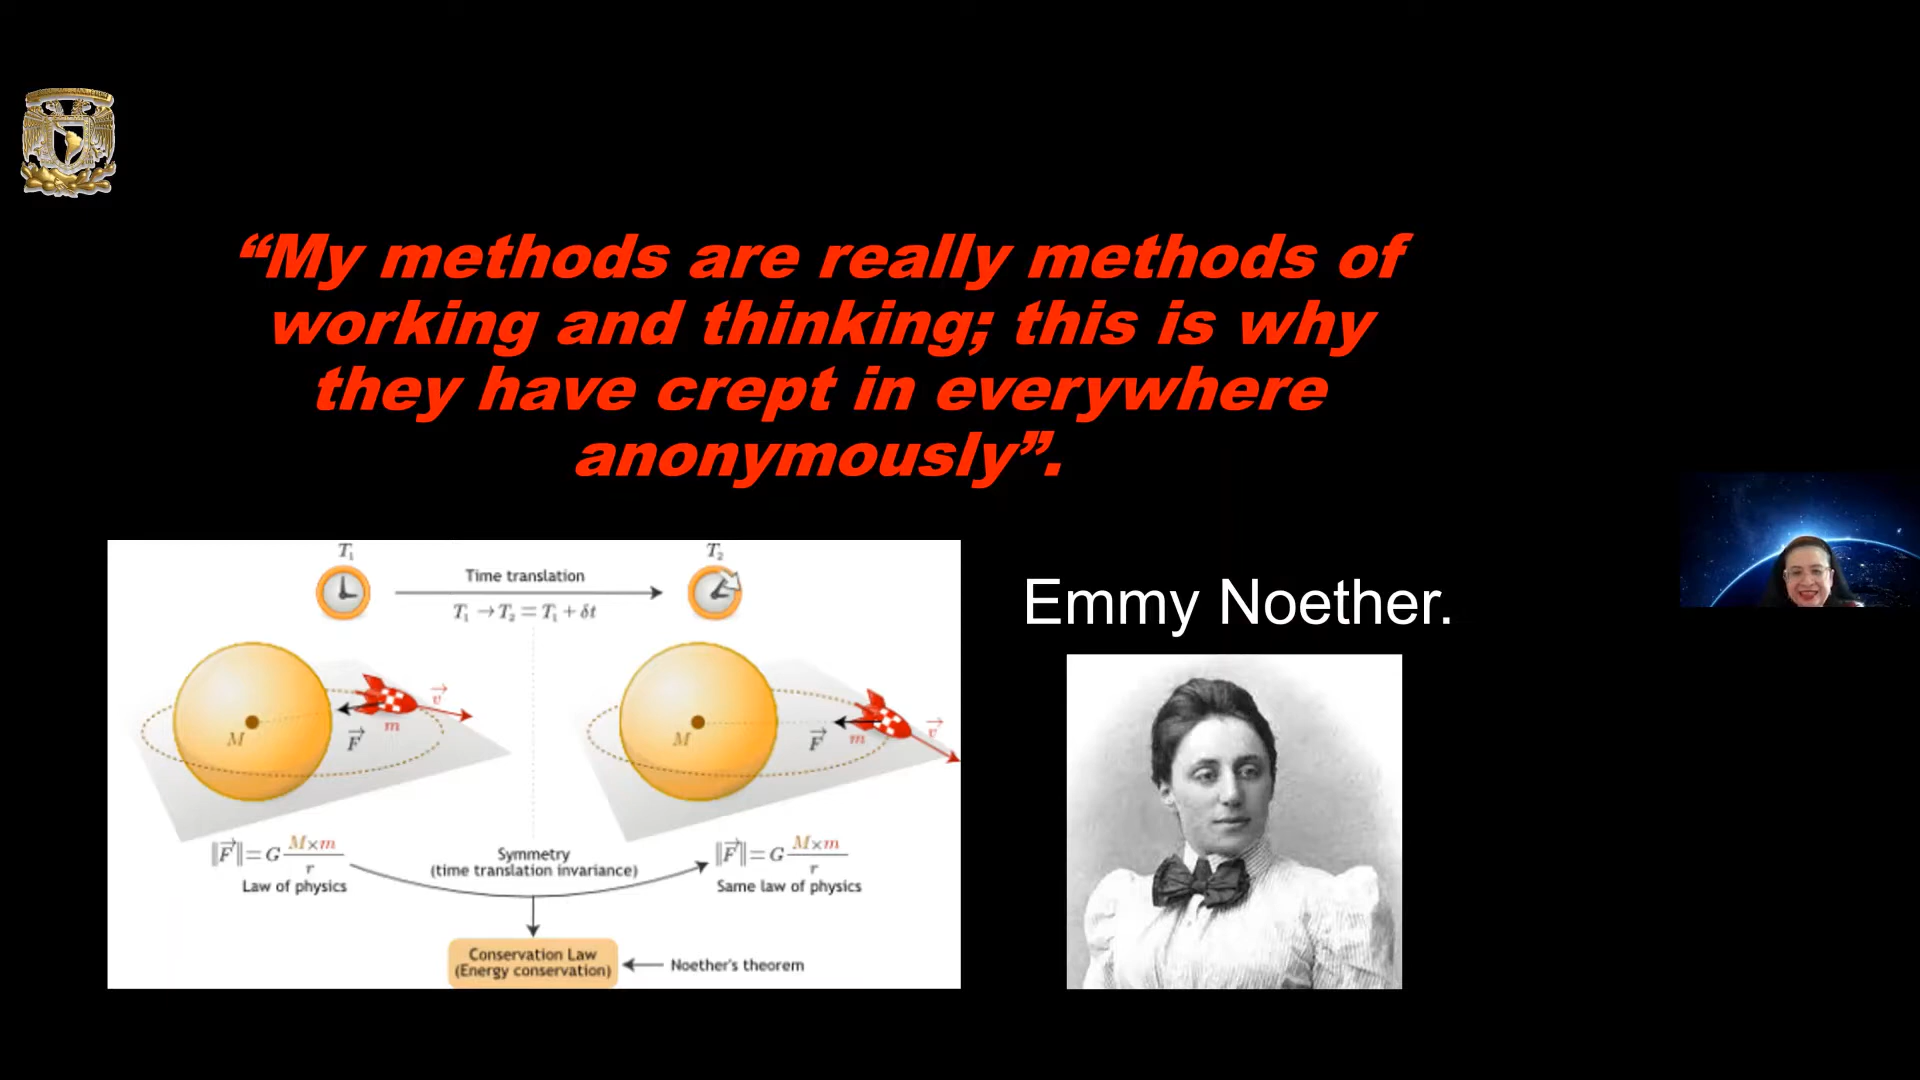 “My methods are really methods of
working and thinking; this is why
they have crept in everywhere
anonymously”.
T₁
T₂
Time translation
T₁ → T₂ = T₁ + δt
M
F
m
v
M
F
m
v
‖F‖ = G M×m / r
Law of physics
Symmetry
(time translation invariance)
‖F‖ = G M×m / r
Same law of physics
Conservation Law
(Energy conservation)
Noether's theorem
Emmy Noether.